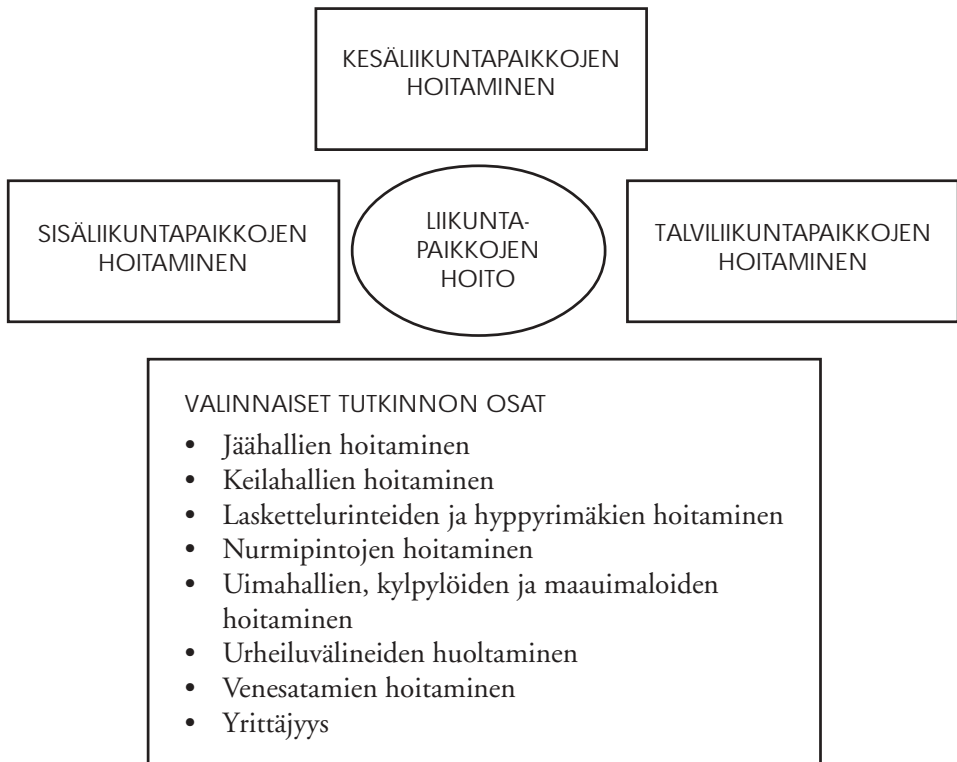 KESÄLIIKUNTAPAIKKOJEN
HOITAMINEN
SISÄLIIKUNTAPAIKKOJEN
HOITAMINEN
LIIKUNTA-
PAIKKOJEN
HOITO
TALVILIIKUNTAPAIKKOJEN
HOITAMINEN
VALINNAISET TUTKINNON OSAT
• Jäähallien hoitaminen
• Keilahallien hoitaminen
• Laskettelurinteiden ja hyppyrimäkien hoitaminen
• Nurmipintojen hoitaminen
• Uimahallien, kylpylöiden ja maauimaloiden
hoitaminen
• Urheiluvälineiden huoltaminen
• Venesatamien hoitaminen
• Yrittäjyys